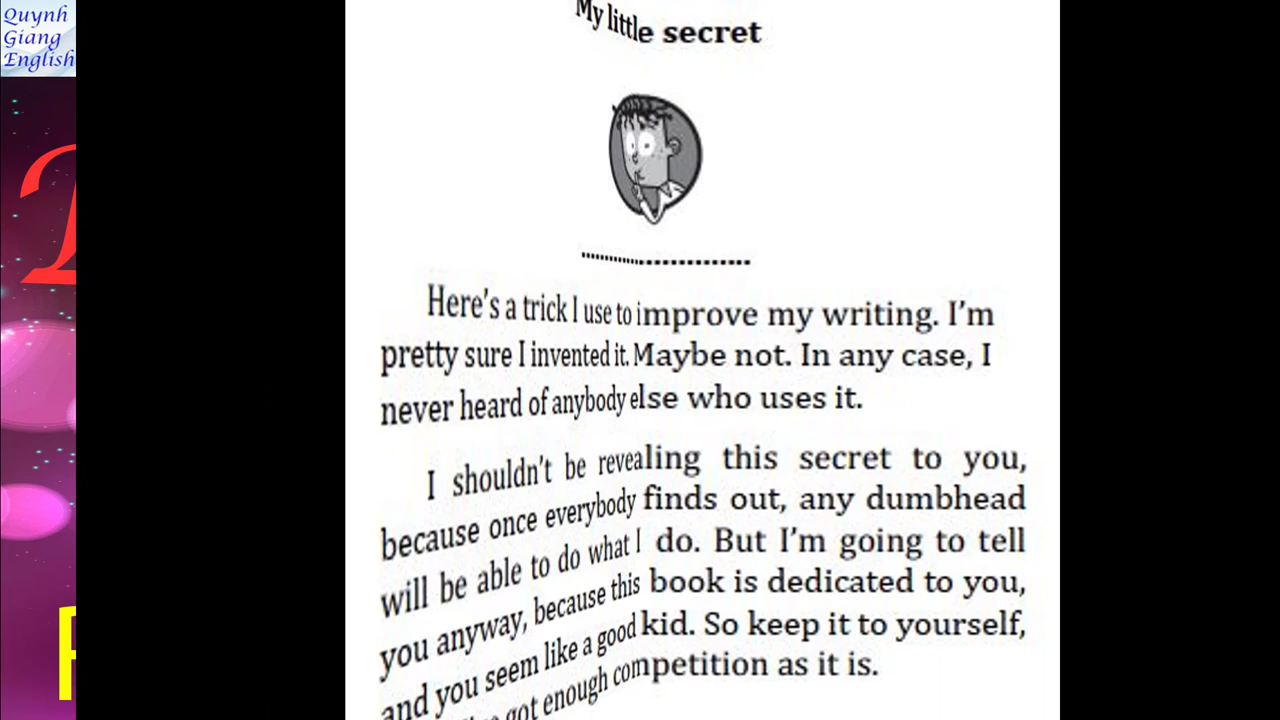 Quynh
Giang
English
My little secret
Here's a trick I use to improve my writing. I'm
pretty sure I invented it. Maybe not. In any case, I
never heard of anybody else who uses it.
I shouldn't be revealing this secret to you,
because once everybody finds out, any dumbhead
will be able to do what I do. But I'm going to tell
you anyway, because this book is dedicated to you,
and you seem like a good kid. So keep it to yourself,
got enough competition as it is.